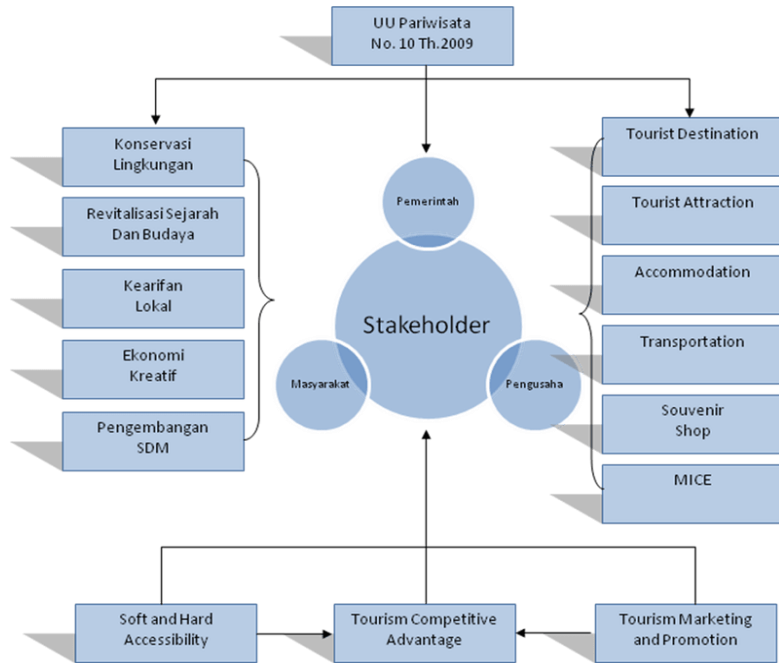 UU Pariwisata
No. 10 Th.2009
Konservasi
Lingkungan
Revitalisasi Sejarah
Dan Budaya
Kearifan
Lokal
Ekonomi
Kreatif
Pengembangan
SDM
Pemerintah
Stakeholder
Masyarakat
Pengusaha
Tourist Destination
Tourist Attraction
Accommodation
Transportation
Souvenir
Shop
MICE
Soft and Hard
Accessibility
Tourism Competitive
Advantage
Tourism Marketing
and Promotion